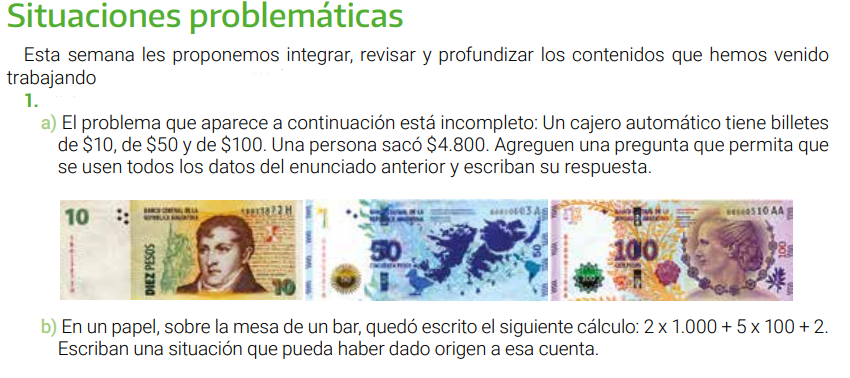 Situaciones problemáticas
Esta semana les proponemos integrar, revisar y profundizar los contenidos que hemos venido
trabajando
1.
a) El problema que aparece a continuación está incompleto: Un cajero automático tiene billetes
de $10, de $50 y de $100. Una persona sacó $4.800. Agreguen una pregunta que permita que
se usen todos los datos del enunciado anterior y escriban su respuesta.
10
DIEZ PESOS
10
50
50
100
100
b) En un papel, sobre la mesa de un bar, quedó escrito el siguiente cálculo: 2 x 1.000 + 5 x 100 + 2.
Escriban una situación que pueda haber dado origen a esa cuenta.